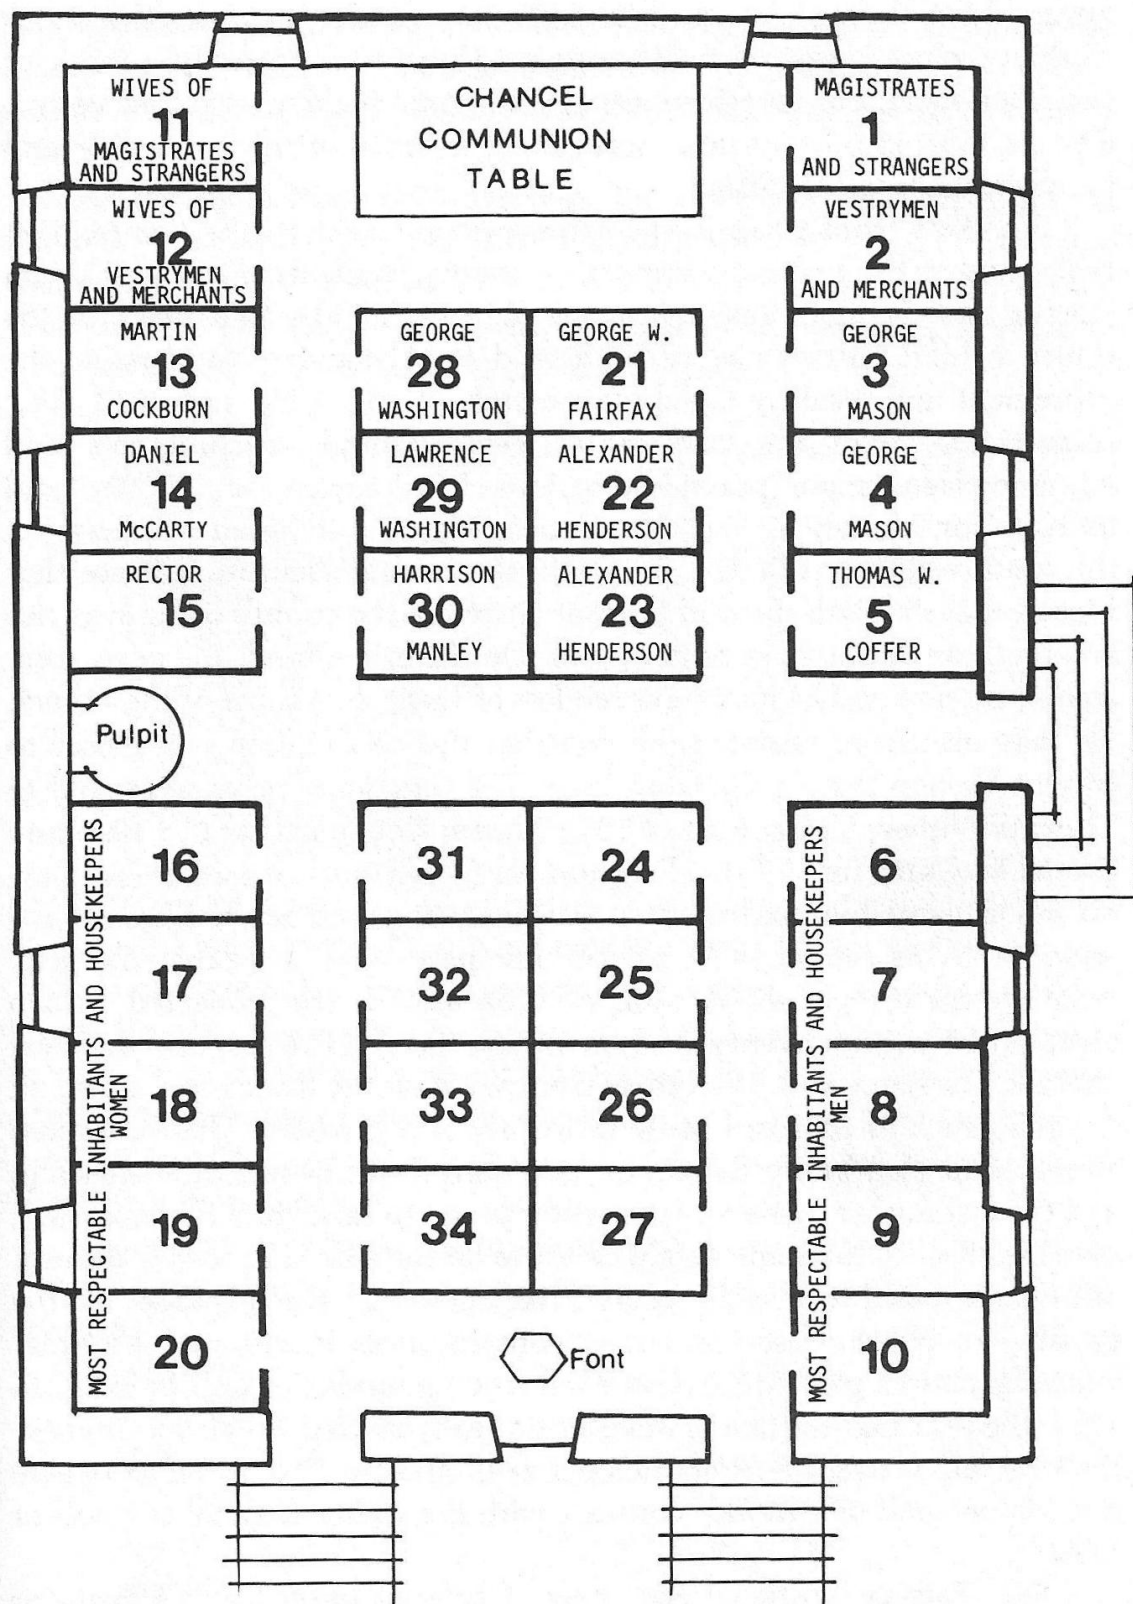 WIVES OF
11
MAGISTRATES
AND STRANGERS
CHANCEL
COMMUNION
TABLE
MAGISTRATES
1
AND STRANGERS
WIVES OF
12
VESTRYMEN
AND MERCHANTS
VESTRYMEN
2
AND MERCHANTS
MARTIN
13
COCKBURN
GEORGE
28
WASHINGTON
GEORGE W.
21
FAIRFAX
GEORGE
3
MASON
DANIEL
14
McCARTY
LAWRENCE
29
WASHINGTON
ALEXANDER
22
HENDERSON
GEORGE
4
MASON
RECTOR
15
HARRISON
30
MANLEY
ALEXANDER
23
HENDERSON
THOMAS W.
5
COFFER
Pulpit
MOST RESPECTABLE INHABITANTS AND HOUSEKEEPERS
WOMEN
16
17
18
19
20
31
24
32
25
33
26
34
27
MOST RESPECTABLE INHABITANTS AND HOUSEKEEPERS
MEN
6
7
8
9
10
Font